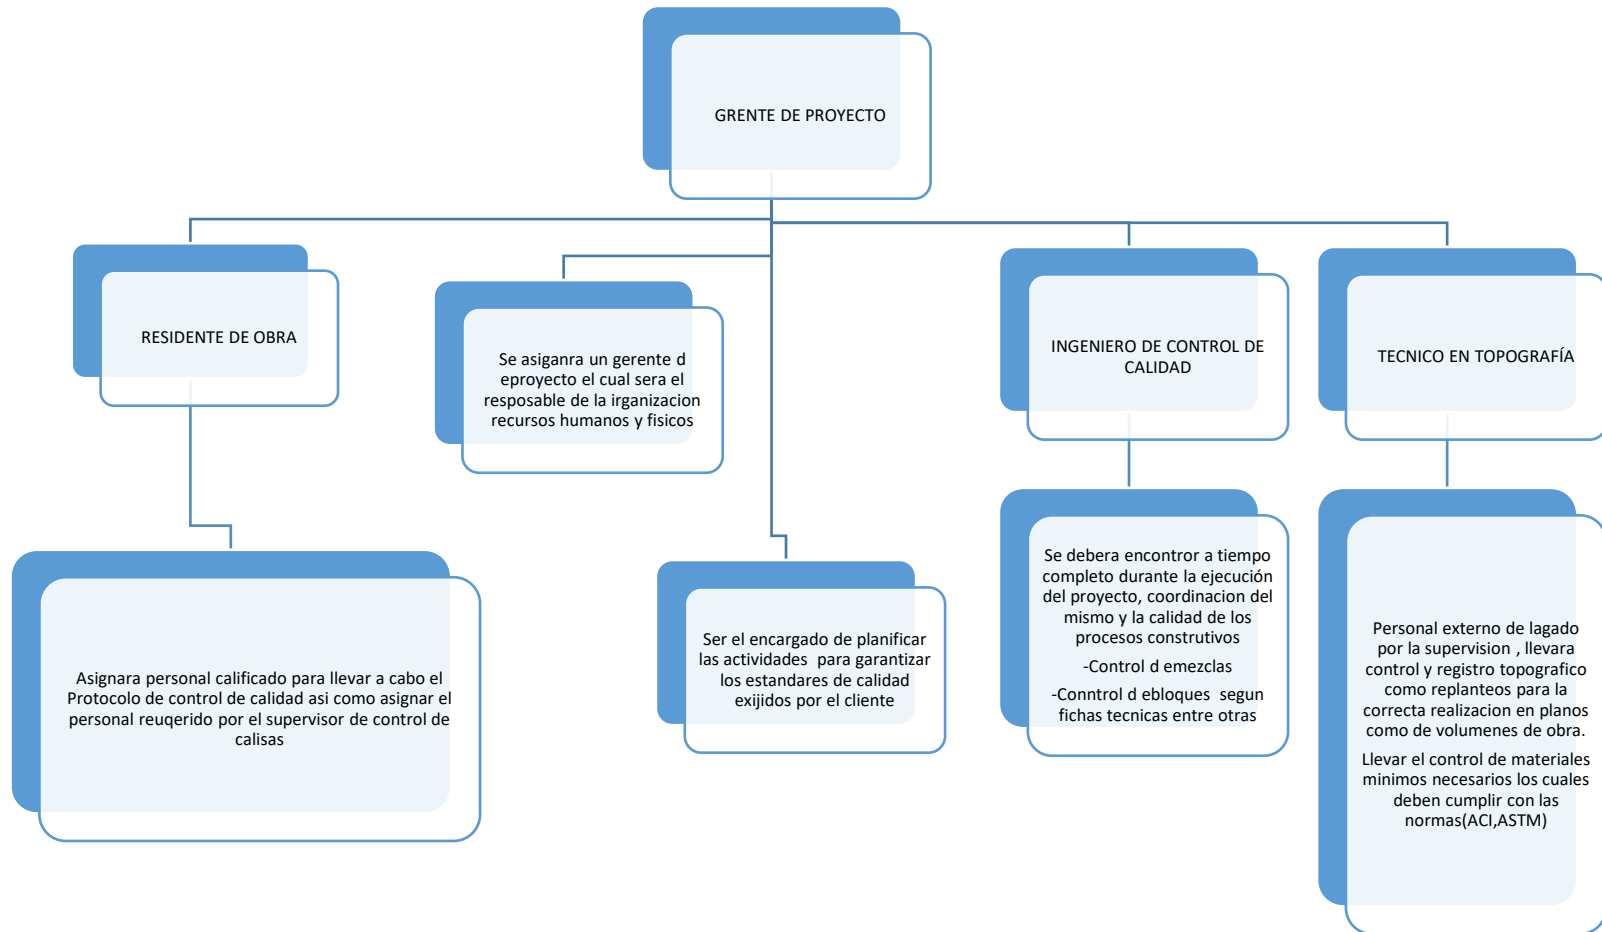 GRENTE DE PROYECTO
RESIDENTE DE OBRA
Se asiganra un gerente d
eproyecto el cual sera el
resposable de la irganizacion
recursos humanos y fisicos
INGENIERO DE CONTROL DE
CALIDAD
TECNICO EN TOPOGRAFÍA
Asignara personal calificado para llevar a cabo el
Protocolo de control de calidad asi como asignar el
personal reuqerido por el supervisor de control de
calisas
Ser el encargado de planificar
las actividades  para garantizar
los estandares de calidad
exijidos por el cliente
Se debera encontror a tiempo
completo durante la ejecución
del proyecto, coordinacion del
mismo y la calidad de los
procesos construtivos
-Control d emezclas
-Conntrol d ebloques  segun
fichas tecnicas entre otras
Personal externo de lagado
por la supervision , llevara
control y registro topografico
como replanteos para la
correcta realizacion en planos
como de volumenes de obra.
Llevar el control de materiales
minimos necesarios los cuales
deben cumplir con las
normas(ACI,ASTM)